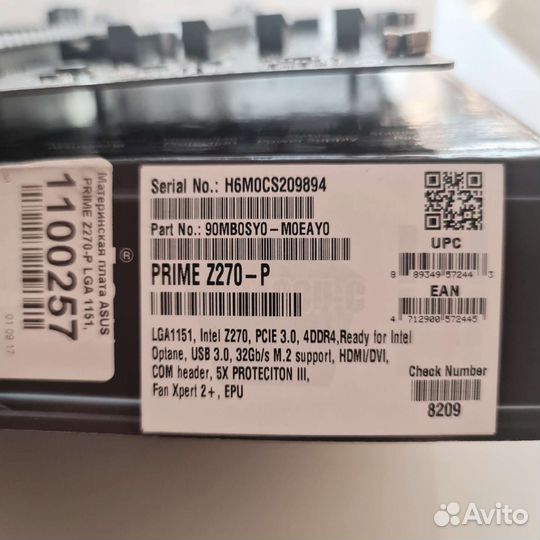 Материнская плата ASUS
PRIME Z270-P LGA 1151,
1100257
01.09.17
®
Serial No.: H6M0CS209894
Part No.: 90MB0SY0-M0EAY0
PRIME Z270-P
LGA1151, Intel Z270, PCIE 3.0, 4DDR4,Ready for Intel
Optane, USB 3.0, 32Gb/s M.2 support, HDMI/DVI,
COM header, 5X PROTECITON III,
Fan Xpert 2+, EPU
UPC
8 89349 57244 3
EAN
4 712900 572445
Check Number
8209
Avito